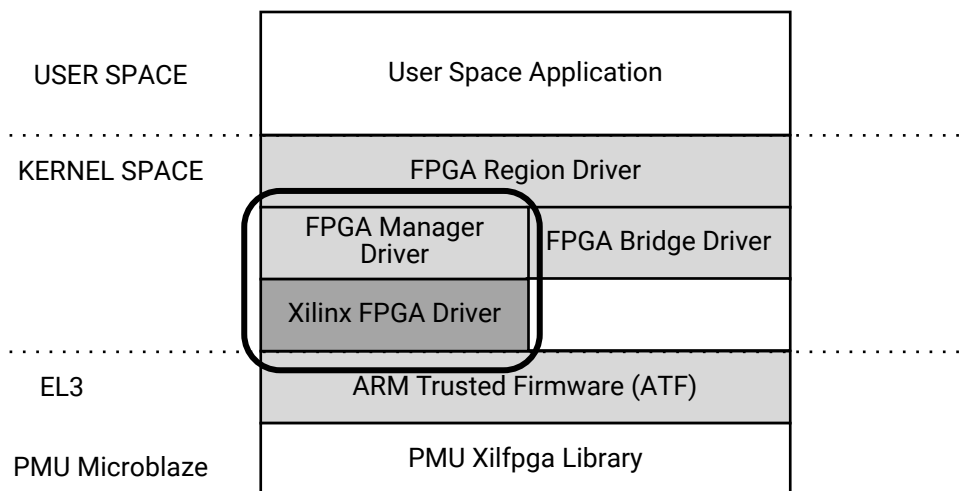 USER SPACE
User Space Application
KERNEL SPACE
FPGA Region Driver
FPGA Manager
Driver
FPGA Bridge Driver
Xilinx FPGA Driver
EL3
ARM Trusted Firmware (ATF)
PMU Microblaze
PMU Xilfpga Library